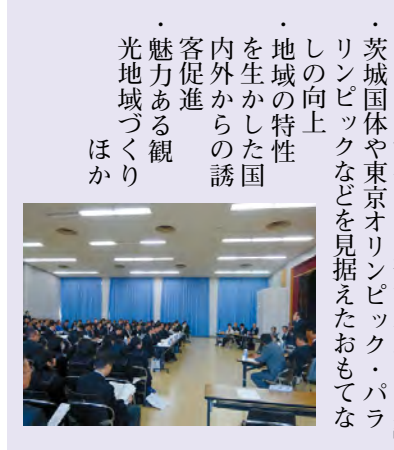 ・茨城国体や東京オリンピック・パラ
リンピックなどを見据えたおもてな
しの向上
・地域の特性
を生かした国
内外からの誘
客促進
・魅力ある観
光地域づくり
ほか